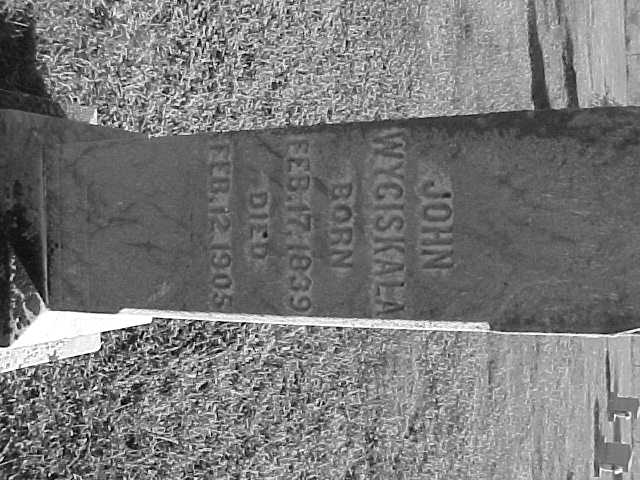 JOHN
WYCISKALA
BORN
FEB. 17. 1839
DIED
FEB. 12. 1905